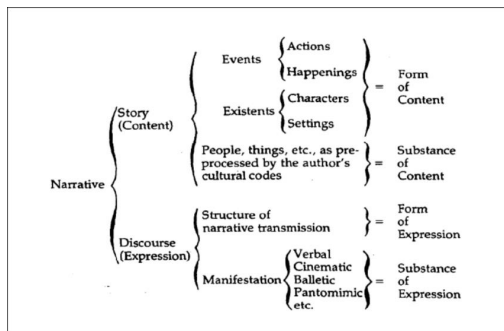 Actions
Events
Happenings
= Form of Content
Characters
Existents
Settings
Story
(Content)
People, things, etc., as pre-
processed by the author's
cultural codes
= Substance of Content
Narrative
Structure of
narrative transmission
= Form of Expression
Discourse
(Expression)
Verbal
Cinematic
Manifestation
Balletic
Pantomimic
etc.
= Substance of Expression